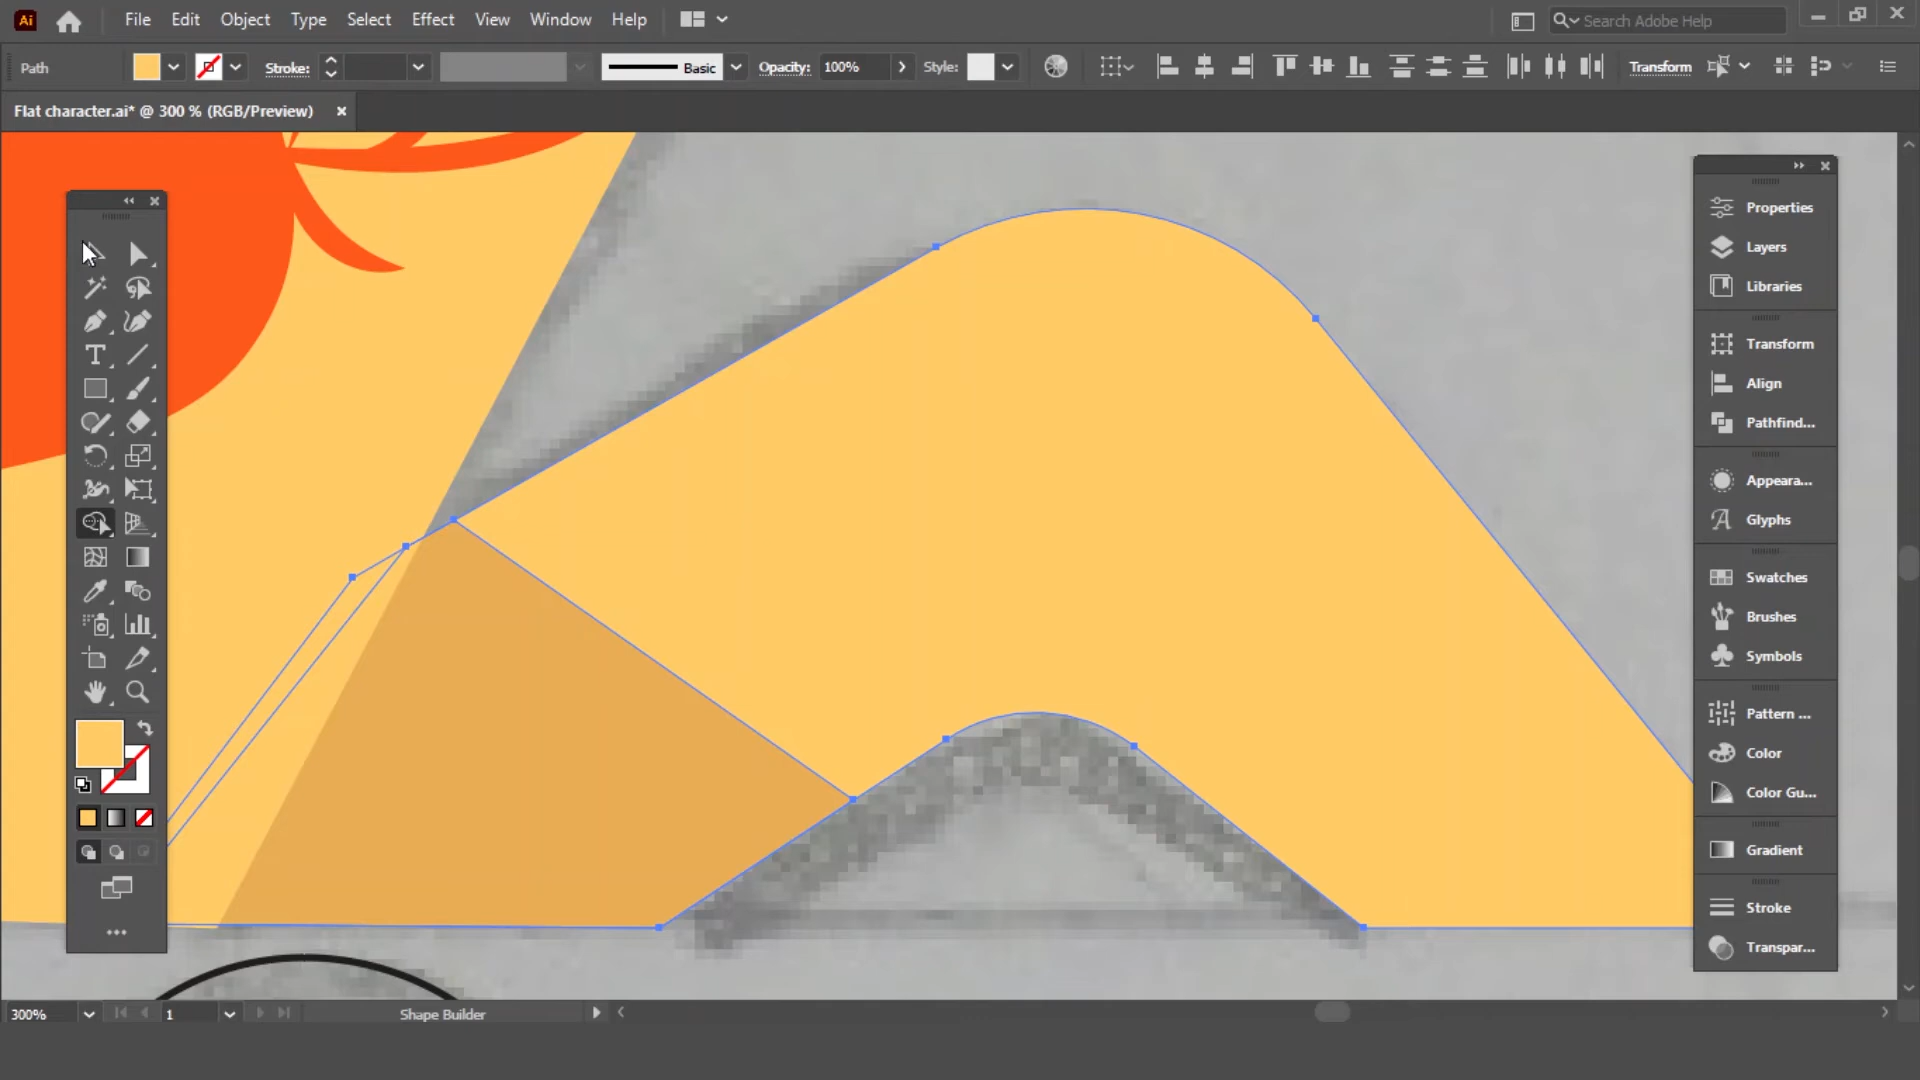 Ai File Edit Object Type Select Effect View Window Help Search Adobe Help
Path Stroke: Basic Opacity: 100% Style: Transform
Flat character.ai* @ 300 % (RGB/Preview)
Properties
Layers
Libraries
Transform
Align
Pathfind...
Appeara...
Glyphs
Swatches
Brushes
Symbols
Pattern ...
Color
Color Gu...
Gradient
Stroke
Transpar...
300% 1 Shape Builder